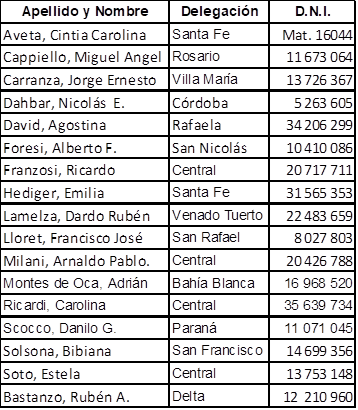 Apellido y Nombre Delegación D.N.I.
Aveta, Cintia Carolina Santa Fe Mat. 16044
Cappiello, Miguel Angel Rosario 11 673 064
Carranza, Jorge Ernesto Villa María 13 726 367
Dahbar, Nicolás E. Córdoba 5 263 605
David, Agostina Rafaela 34 206 299
Foresi, Alberto F. San Nicolás 10 410 086
Franzosi, Ricardo Central 20 717 711
Hediger, Emilia Santa Fe 31 565 353
Lamelza, Dardo Rubén Venado Tuerto 22 483 659
Lloret, Francisco José San Rafael 8 027 803
Milani, Arnaldo Pablo. Central 20 426 788
Montes de Oca, Adrián Bahía Blanca 16 968 520
Ricardi, Carolina Central 35 639 734
Scocco, Danilo G. Paraná 11 071 045
Solsona, Bibiana San Francisco 14 699 356
Soto, Estela Central 13 753 148
Bastanzo, Rubén A. Delta 12 210 960